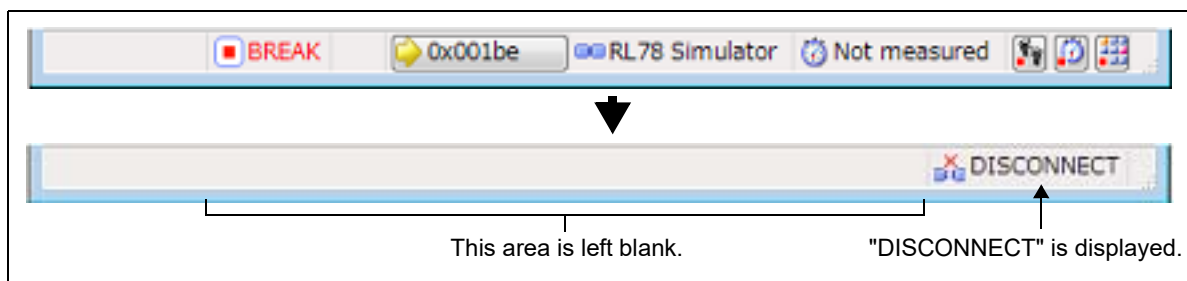 BREAK 0x001be RL78 Simulator Not measured
DISCONNECT
This area is left blank. "DISCONNECT" is displayed.